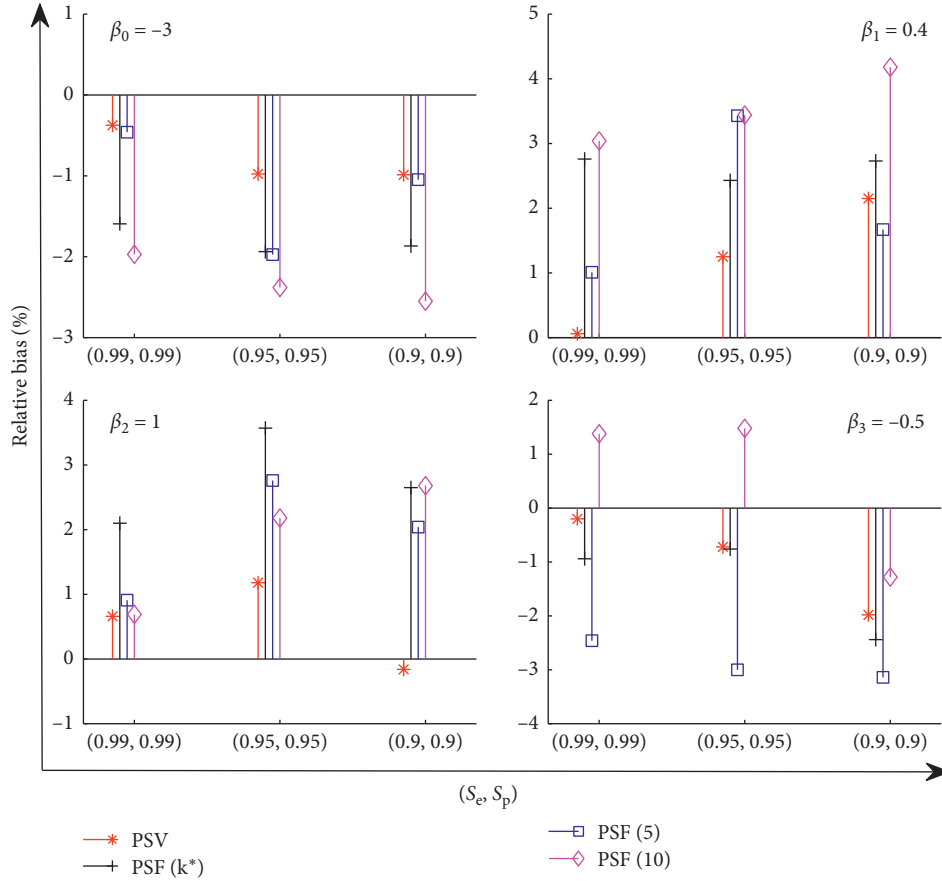 Relative bias (%)
β0 = –3
1
0
–1
–2
–3
(0.99, 0.99) (0.95, 0.95) (0.9, 0.9)
β1 = 0.4
5
4
3
2
1
0
(0.99, 0.99) (0.95, 0.95) (0.9, 0.9)
β2 = 1
4
3
2
1
0
–1
(0.99, 0.99) (0.95, 0.95) (0.9, 0.9)
β3 = –0.5
2
1
0
–1
–2
–3
–4
(0.99, 0.99) (0.95, 0.95) (0.9, 0.9)
(Se, Sp)
PSV
PSF (k*)
PSF (5)
PSF (10)